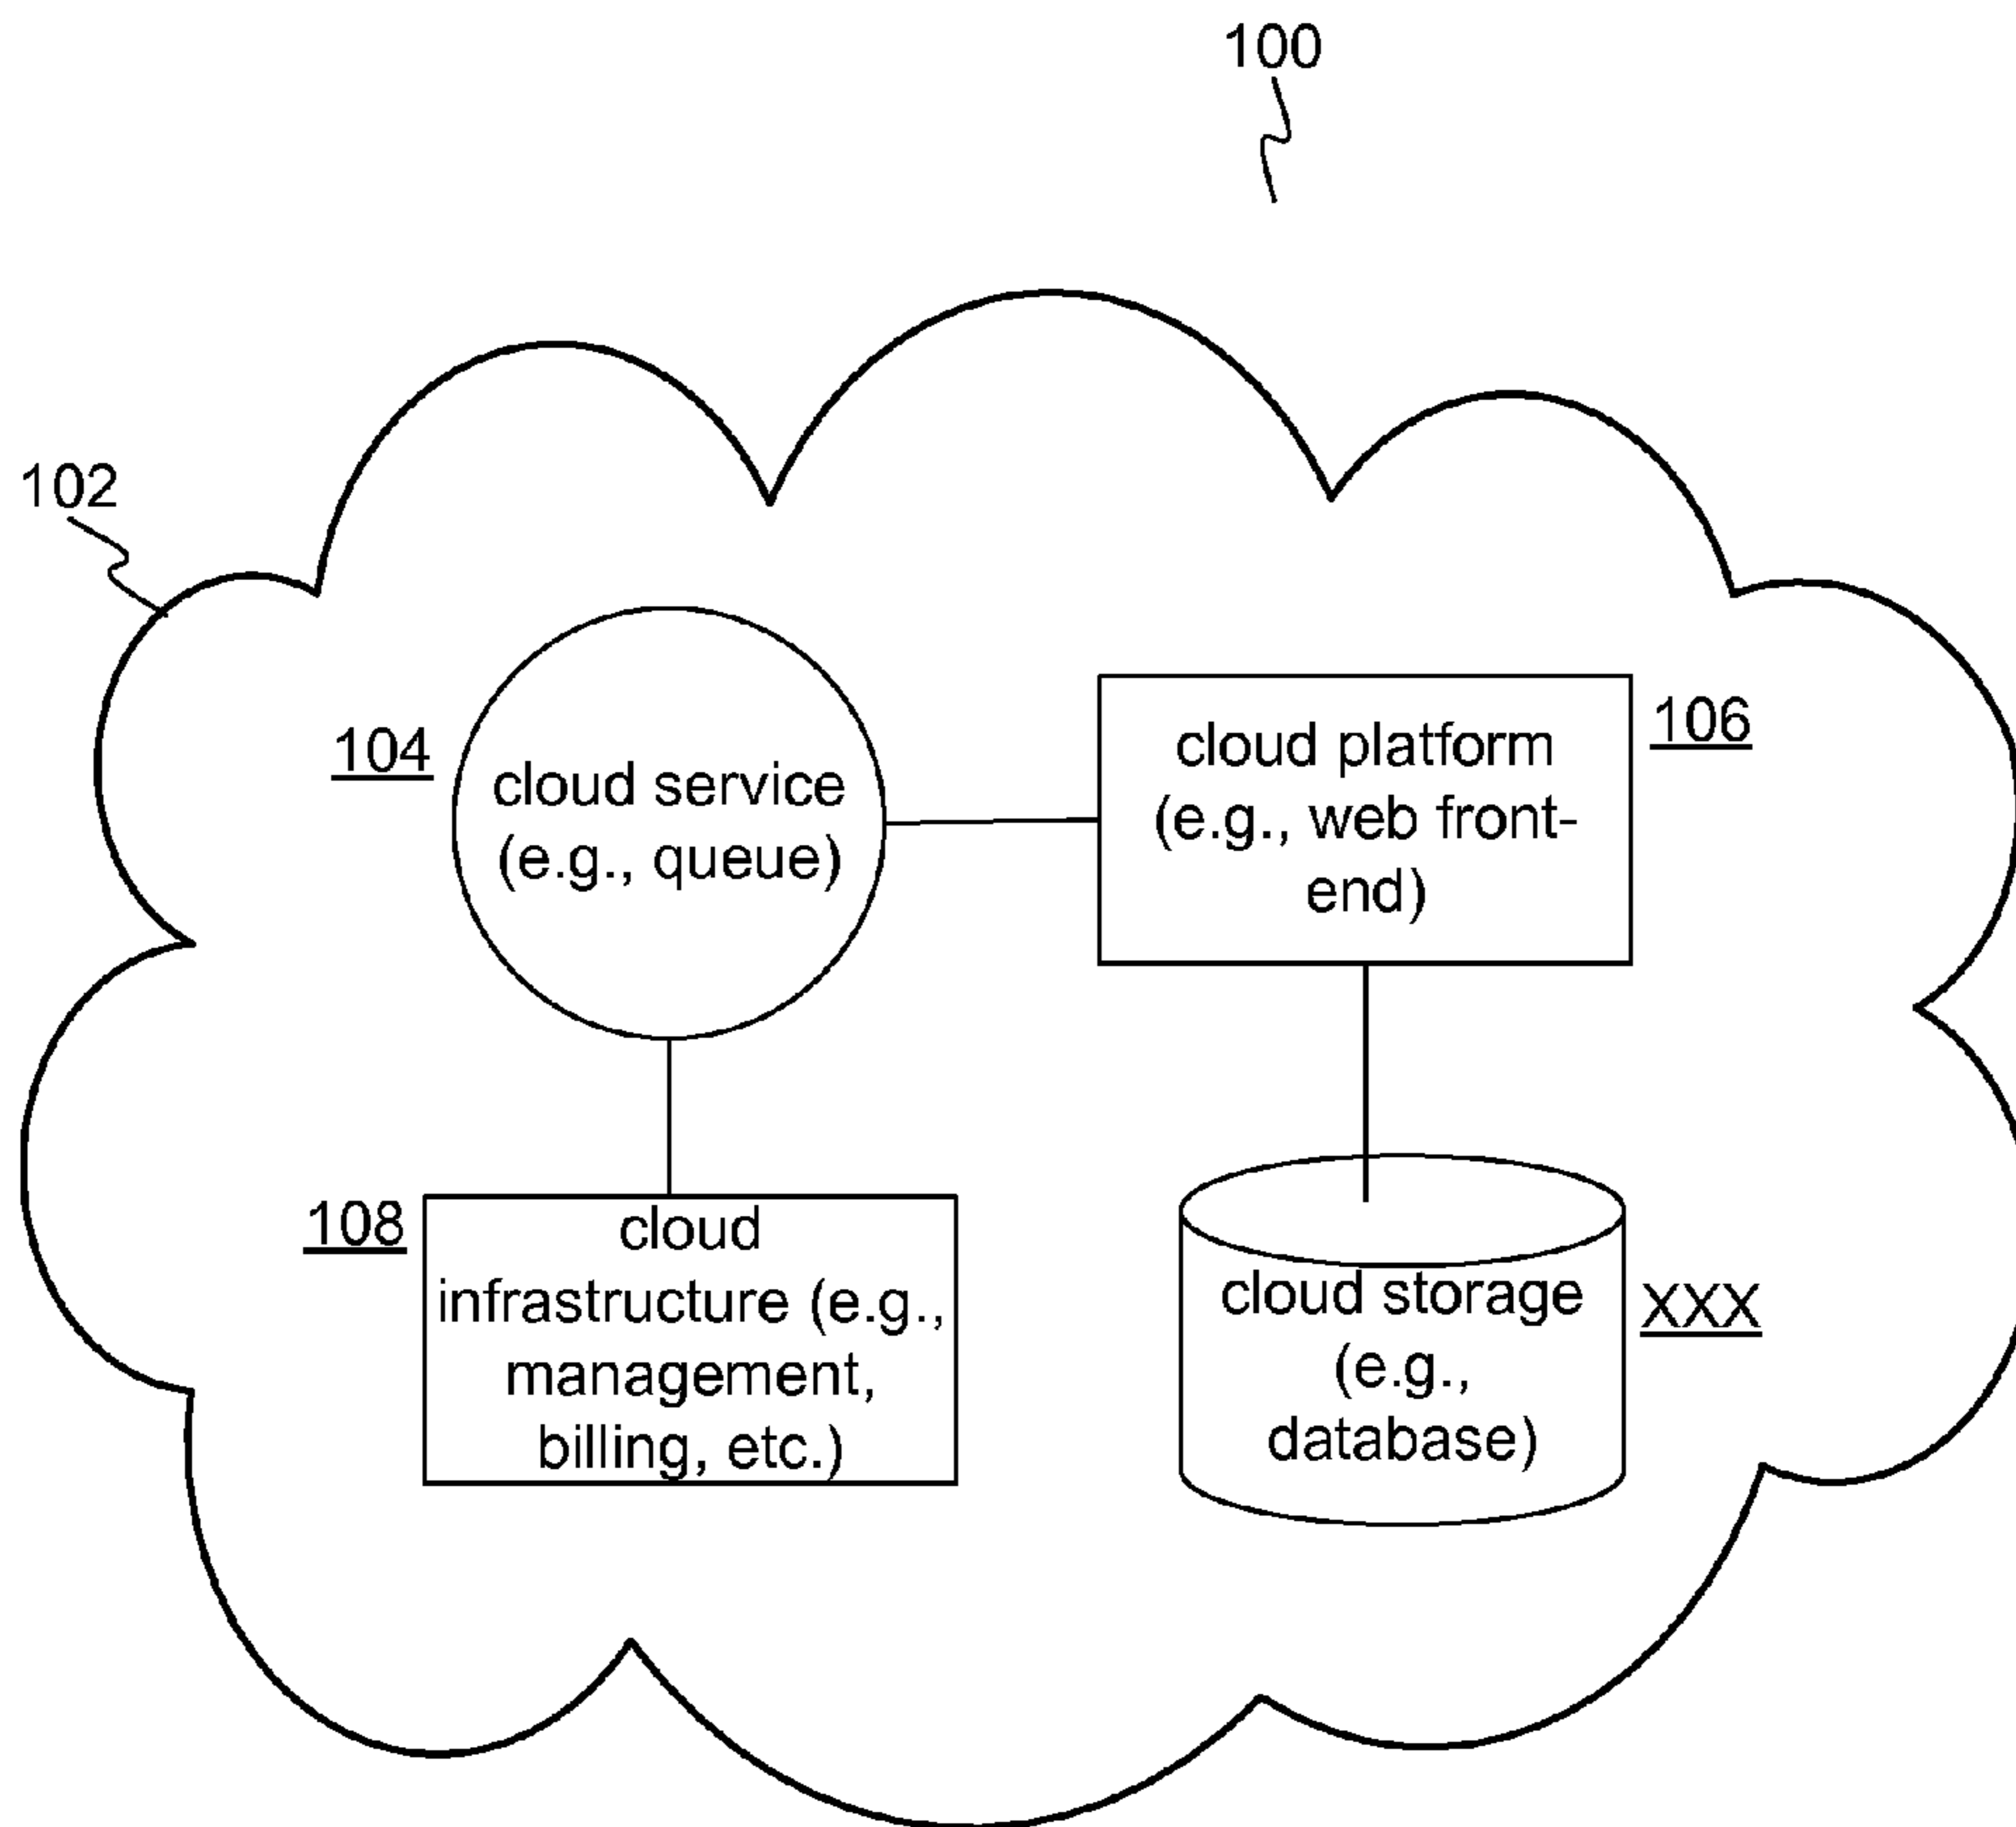 100
102
104
cloud service
(e.g., queue)
cloud platform
(e.g., web front-
end)
106
108
cloud
infrastructure (e.g.,
management,
billing, etc.)
cloud storage
(e.g.,
database)
XXX